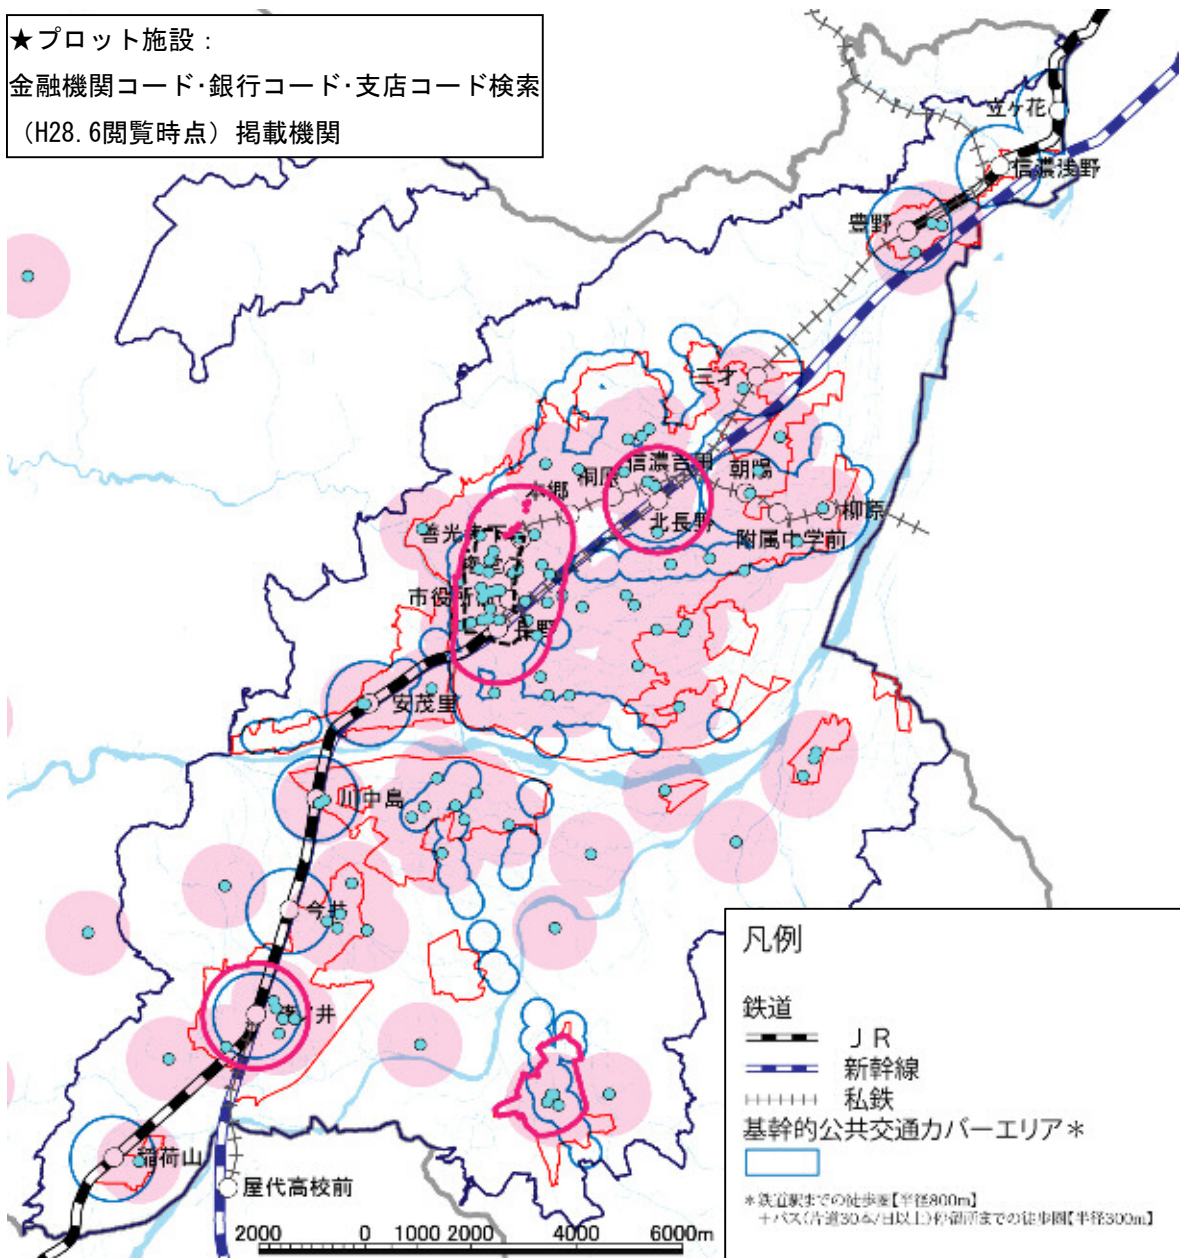 ★プロット施設：
金融機関コード・銀行コード・支店コード検索
（H28.6閲覧時点）掲載機関
立ヶ花
信濃浅野
豊野
三才
信濃吉田
朝陽
桐原
本郷
北長野
柳原
善光寺下
附属中学前
権堂
市役所前
長野
安茂里
川中島
今井
篠ノ井
稲荷山
屋代高校前
2000 0 1000 2000 4000 6000m
凡例
鉄道
ＪＲ
新幹線
私鉄
基幹的公共交通カバーエリア＊
＊鉄道駅までの徒歩圏【半径800m】
＋バス（片道30本/日以上）停留所までの徒歩圏【半径300m】